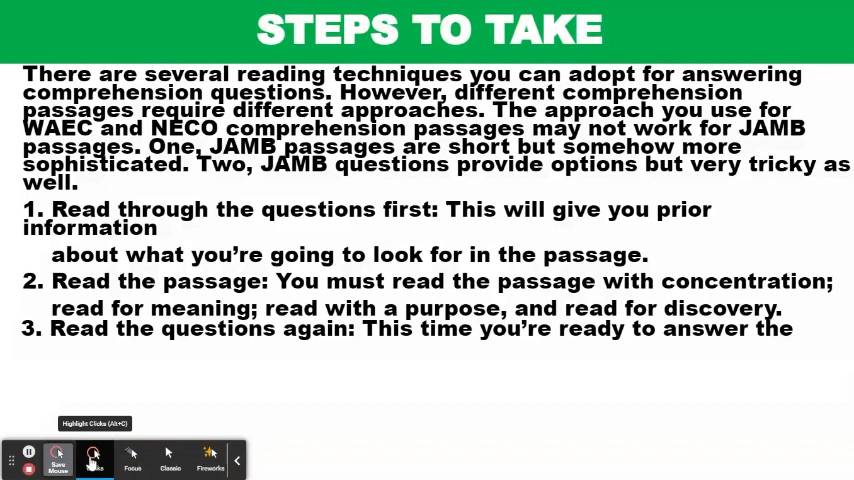 STEPS TO TAKE
There are several reading techniques you can adopt for answering
comprehension questions. However, different comprehension
passages require different approaches. The approach you use for
WAEC and NECO comprehension passages may not work for JAMB
passages. One, JAMB passages are short but somehow more
sophisticated. Two, JAMB questions provide options but very tricky as
well.
1. Read through the questions first: This will give you prior
information
about what you’re going to look for in the passage.
2. Read the passage: You must read the passage with concentration;
read for meaning; read with a purpose, and read for discovery.
3. Read the questions again: This time you’re ready to answer the
Highlight Clicks (Alt+C)
Save
Mouse
Focus
Classic
Fireworks